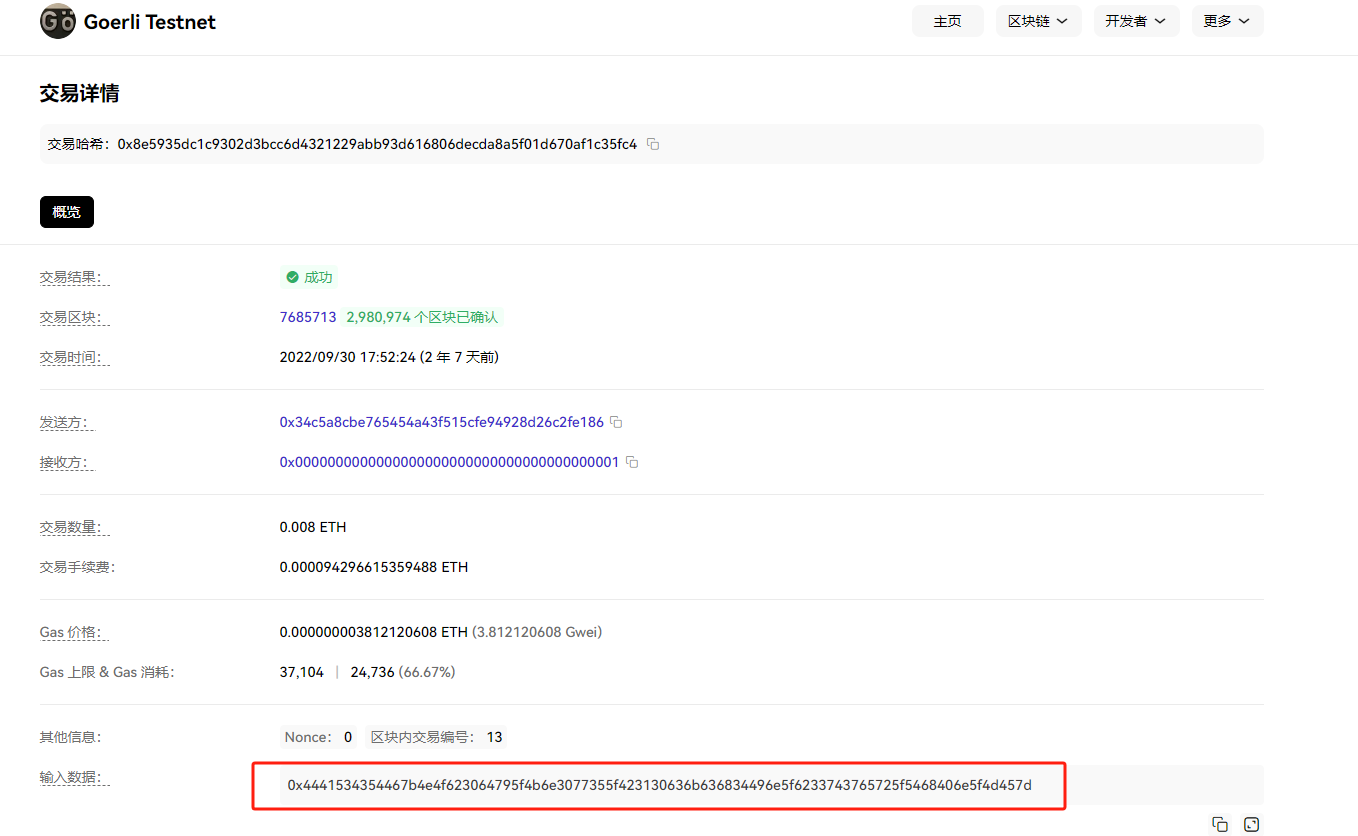 Gö Goerli Testnet 主页 区块链 开发者 更多
交易详情
交易哈希: 0x8e5935dc1c9302d3bcc6d4321229abb93d616806decda8a5f01d670af1c35fc4
概览
交易结果: 成功
交易区块: 7685713 2,980,974 个区块已确认
交易时间: 2022/09/30 17:52:24 (2 年 7 天前)
发送方: 0x34c5a8cbe765454a43f515cfe94928d26c2fe186
接收方: 0x0000000000000000000000000000000000000001
交易数量: 0.008 ETH
交易手续费: 0.000094296615359488 ETH
Gas 价格: 0.000000003812120608 ETH (3.812120608 Gwei)
Gas 上限 & Gas 消耗: 37,104 | 24,736 (66.67%)
其他信息: Nonce: 0 区块内交易编号: 13
输入数据: 0x4441534354467b4e4f623064795f4b6e3077355f423130636b636834496e5f6233743765725f5468406e5f4d457d